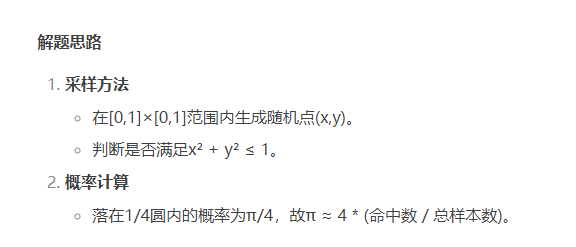 解题思路
1. 采样方法
在[0,1]×[0,1]范围内生成随机点(x,y)。
判断是否满足x² + y² ≤ 1。
2. 概率计算
落在1/4圆内的概率为π/4，故π ≈ 4 * (命中数 / 总样本数)。